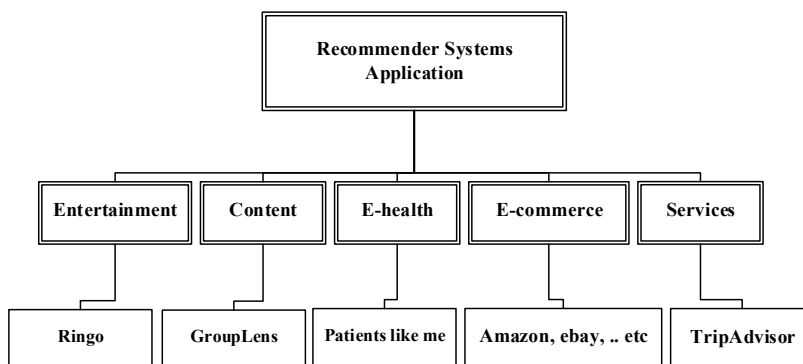 Recommender Systems
Application
Entertainment
Content
E-health
E-commerce
Services
Ringo
GroupLens
Patients like me
Amazon, ebay, .. etc
TripAdvisor